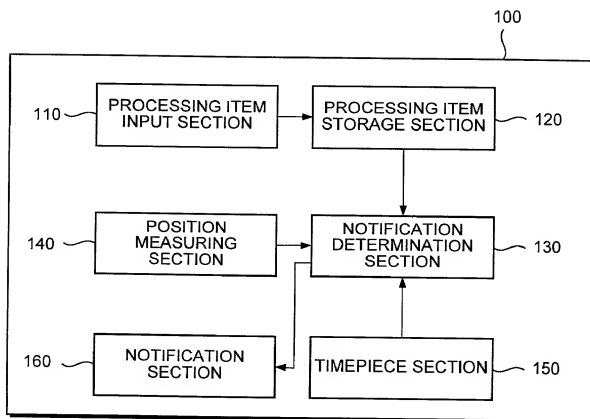 100
110
PROCESSING ITEM
INPUT SECTION
PROCESSING ITEM
STORAGE SECTION
120
140
POSITION
MEASURING
SECTION
NOTIFICATION
DETERMINATION
SECTION
130
160
NOTIFICATION
SECTION
TIMEPIECE SECTION
150